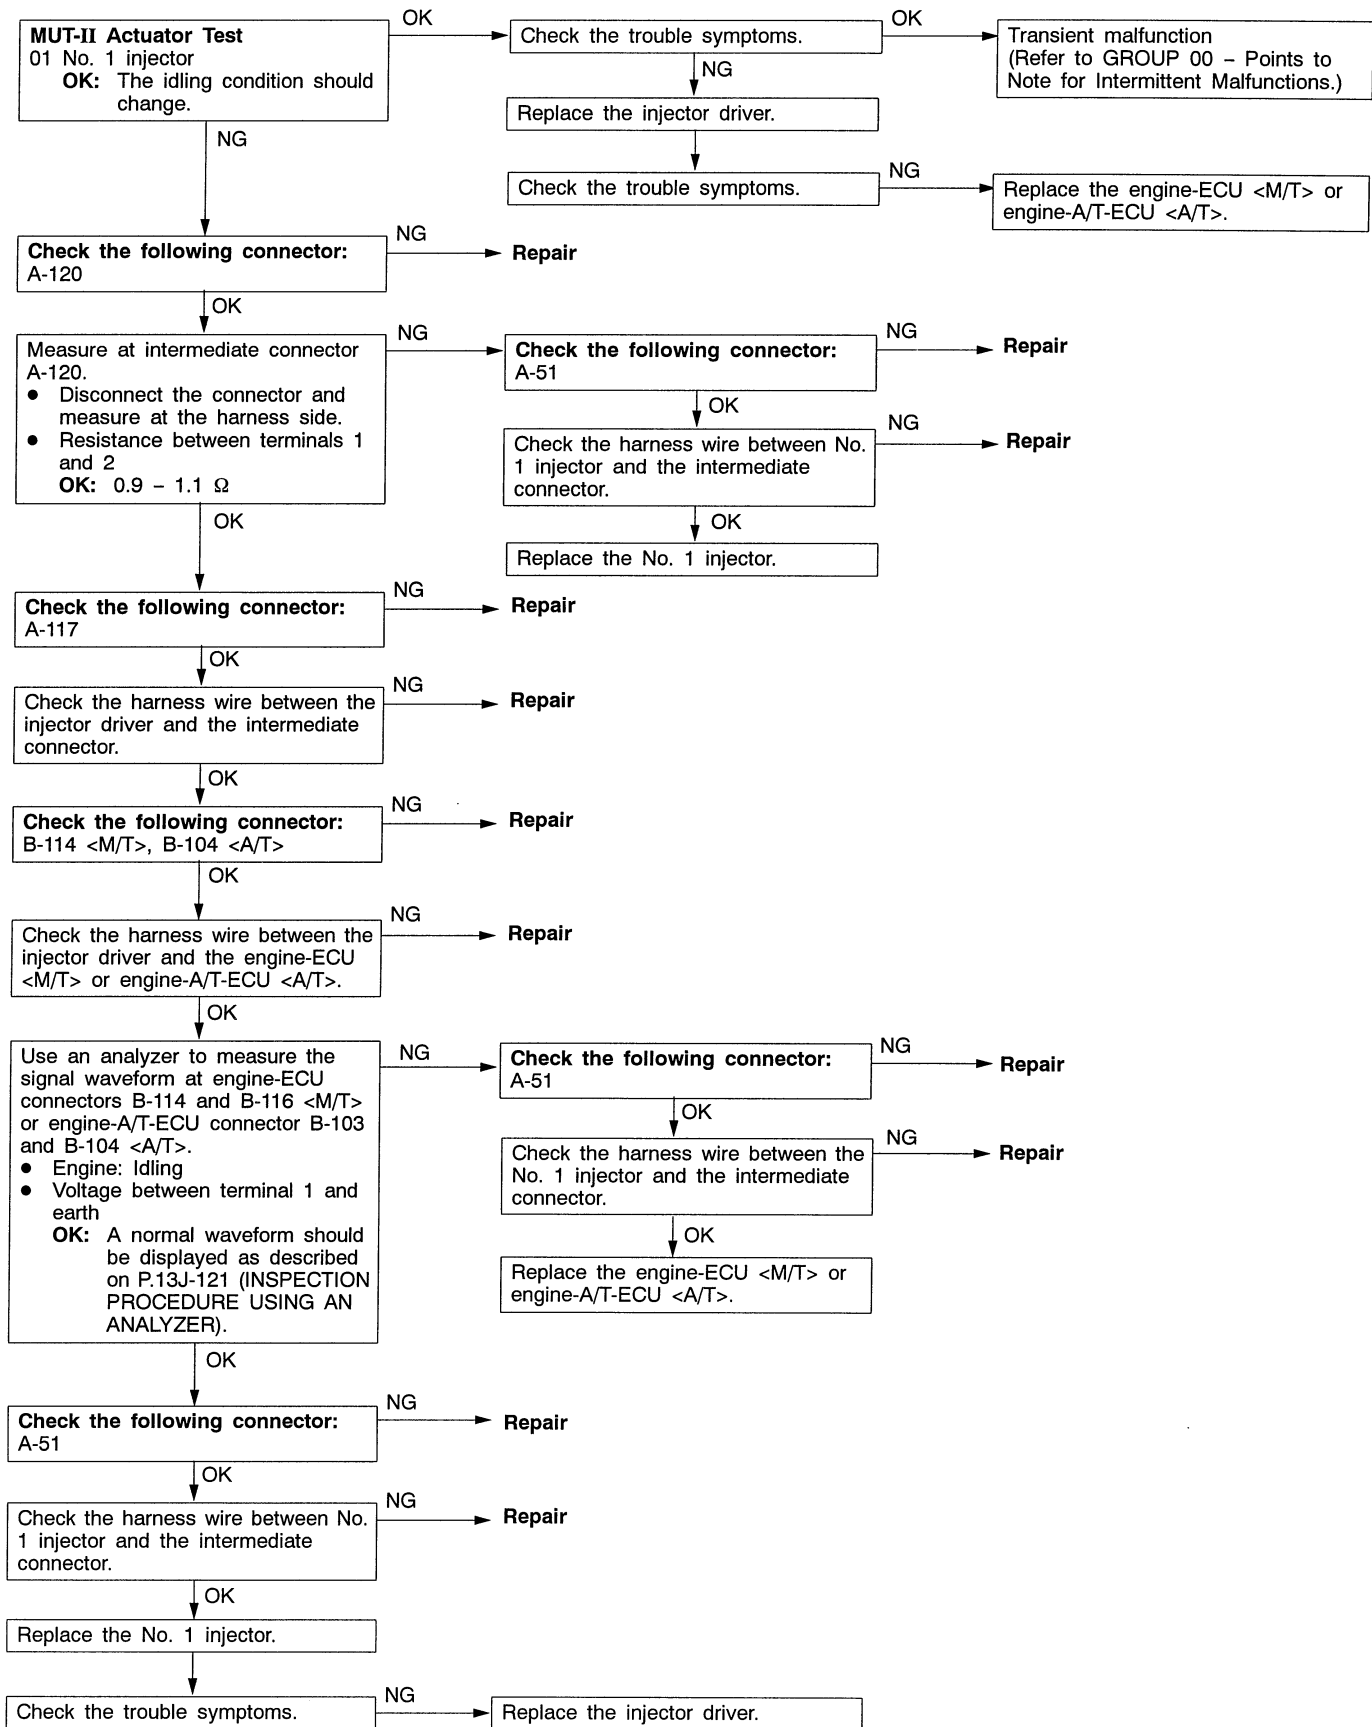 MUT-II Actuator Test
01 No. 1 injector
OK: The idling condition should
change.
OK
Check the trouble symptoms.
OK
Transient malfunction
(Refer to GROUP 00 – Points to
Note for Intermittent Malfunctions.)
NG
Replace the injector driver.
Check the trouble symptoms.
NG
Replace the engine-ECU <M/T> or
engine-A/T-ECU <A/T>.
NG
Check the following connector:
A-120
NG
Repair
OK
Measure at intermediate connector
A-120.
● Disconnect the connector and
measure at the harness side.
● Resistance between terminals 1
and 2
OK: 0.9 – 1.1 Ω
NG
Check the following connector:
A-51
NG
Repair
OK
Check the harness wire between No.
1 injector and the intermediate
connector.
NG
Repair
OK
Replace the No. 1 injector.
OK
Check the following connector:
A-117
NG
Repair
OK
Check the harness wire between the
injector driver and the intermediate
connector.
NG
Repair
OK
Check the following connector:
B-114 <M/T>, B-104 <A/T>
NG
Repair
OK
Check the harness wire between the
injector driver and the engine-ECU
<M/T> or engine-A/T-ECU <A/T>.
NG
Repair
OK
Use an analyzer to measure the
signal waveform at engine-ECU
connectors B-114 and B-116 <M/T>
or engine-A/T-ECU connector B-103
and B-104 <A/T>.
● Engine: Idling
● Voltage between terminal 1 and
earth
OK: A normal waveform should
be displayed as described
on P.13J-121 (INSPECTION
PROCEDURE USING AN
ANALYZER).
NG
Check the following connector:
A-51
NG
Repair
OK
Check the harness wire between the
No. 1 injector and the intermediate
connector.
NG
Repair
OK
Replace the engine-ECU <M/T> or
engine-A/T-ECU <A/T>.
OK
Check the following connector:
A-51
NG
Repair
OK
Check the harness wire between No.
1 injector and the intermediate
connector.
NG
Repair
OK
Replace the No. 1 injector.
Check the trouble symptoms.
NG
Replace the injector driver.